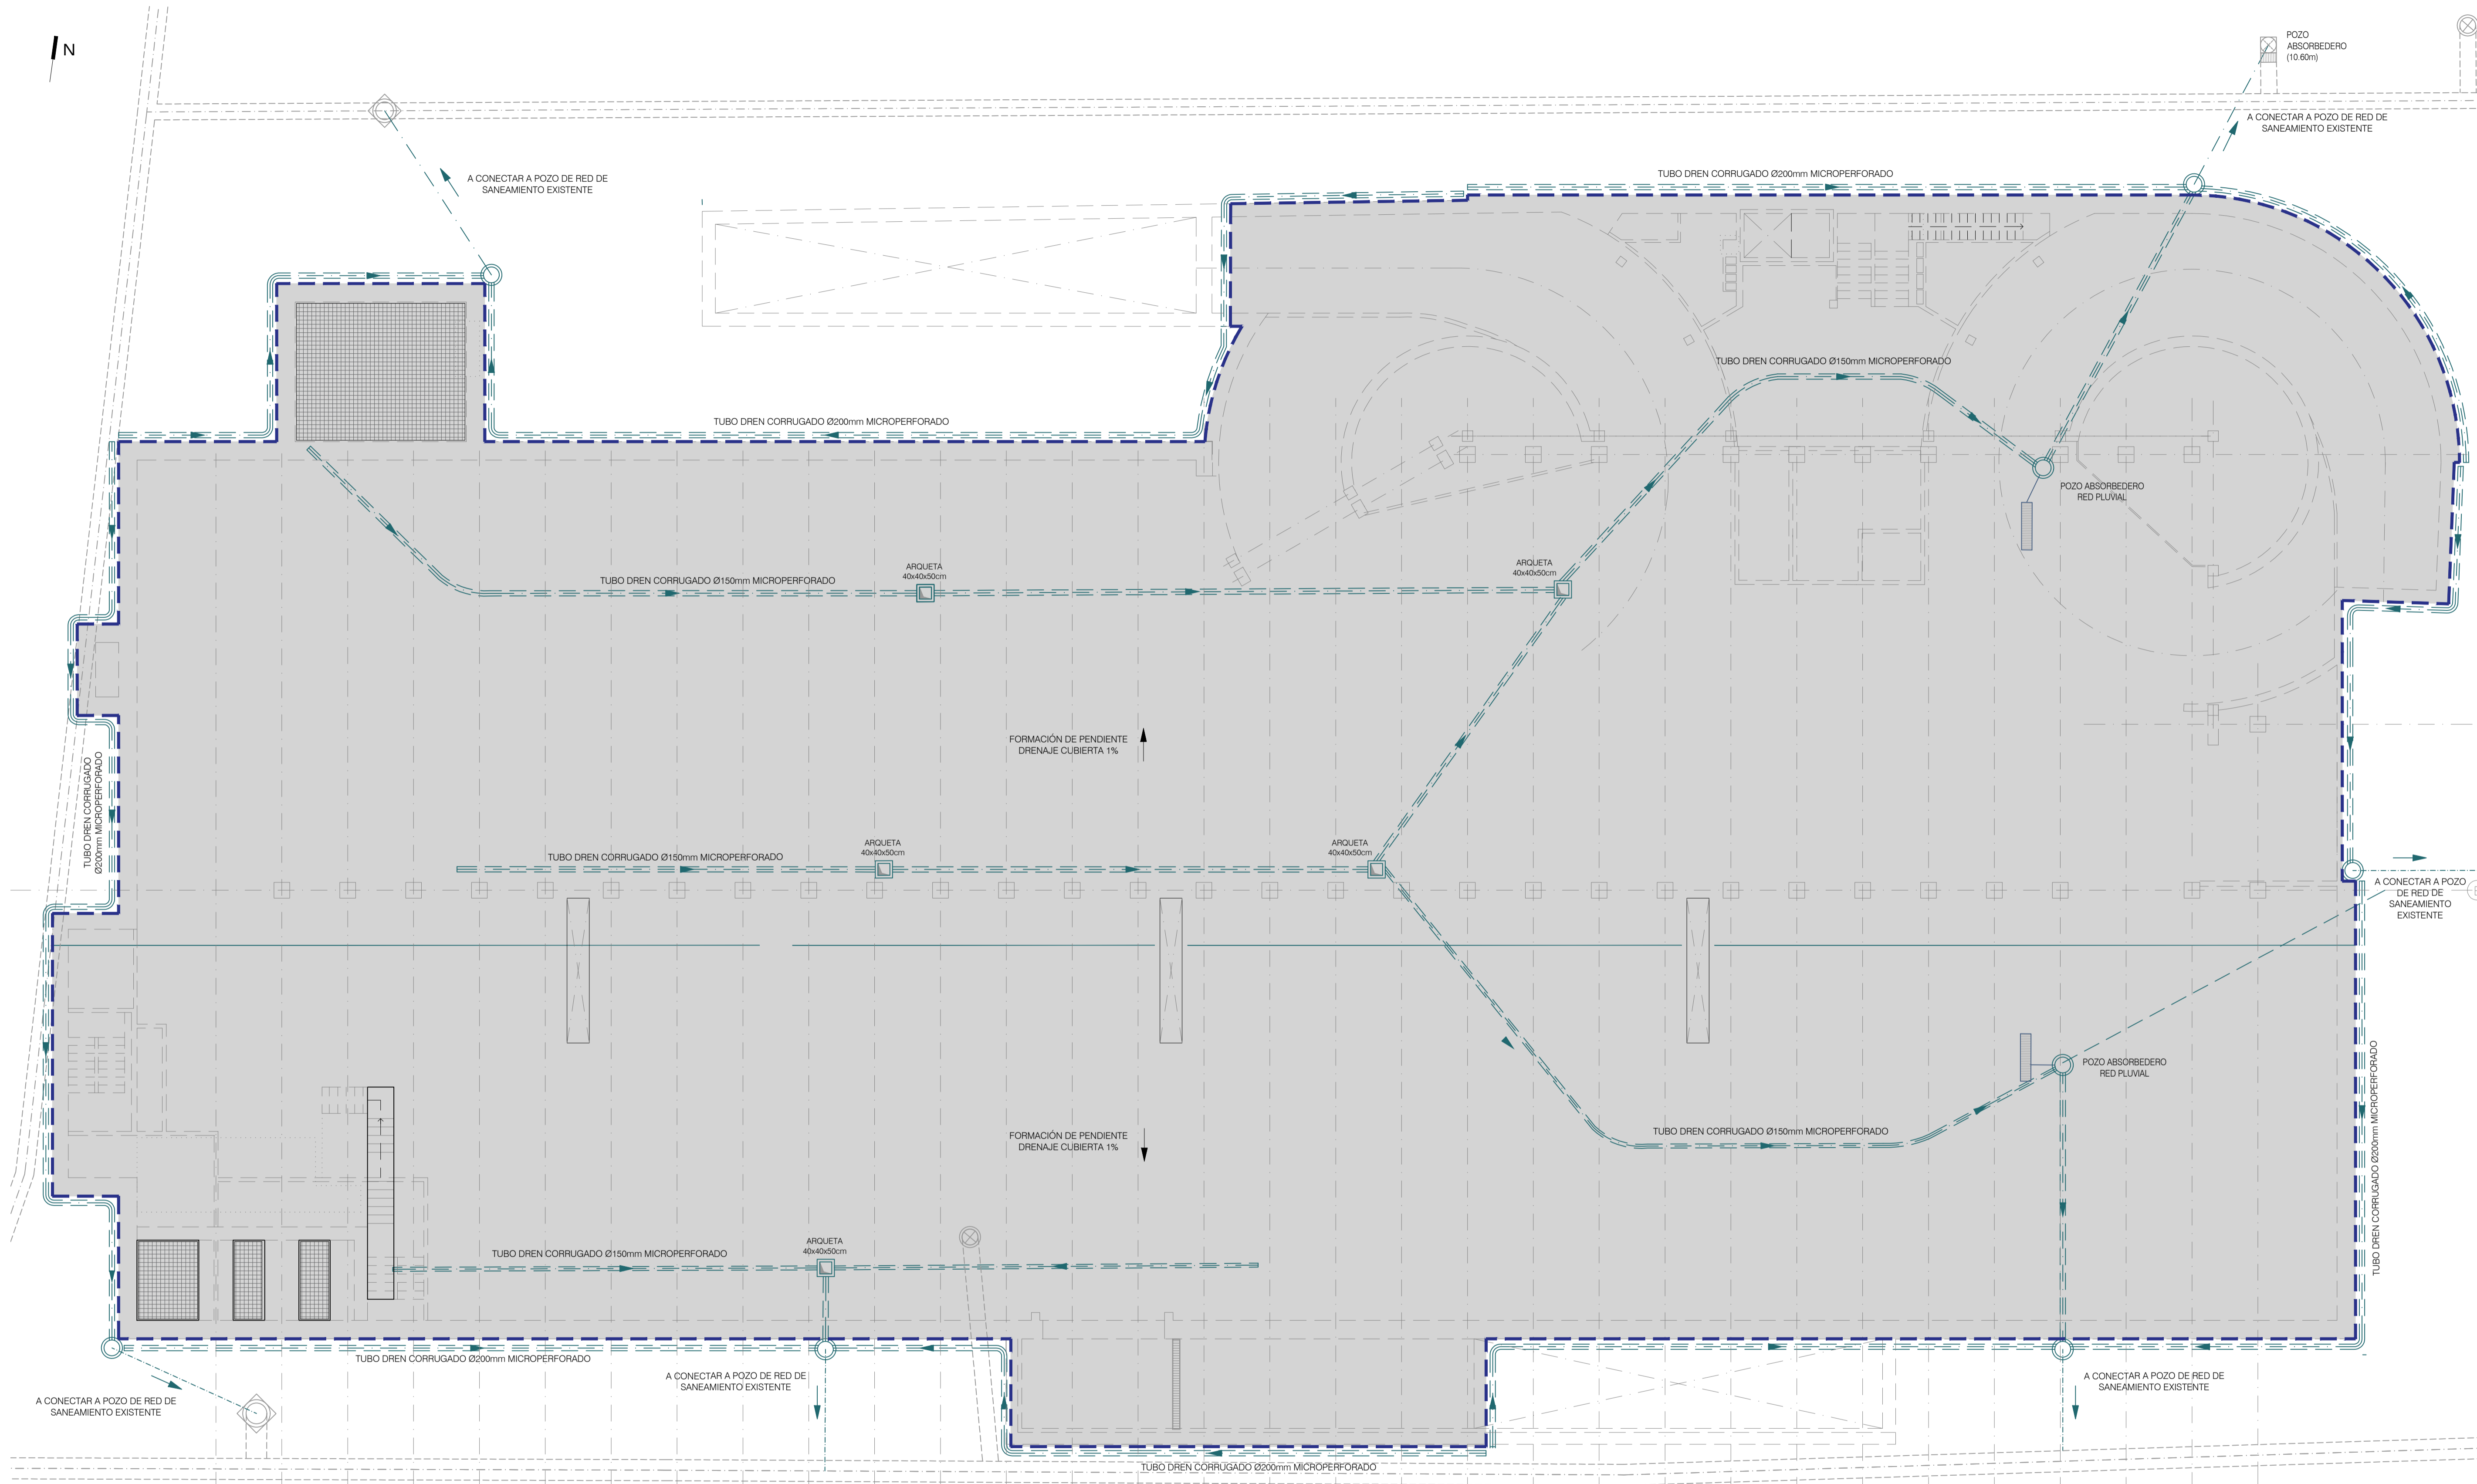 N
POZO
ABSORBEDERO
(10.60m)
A CONECTAR A POZO DE RED DE
SANEAMIENTO EXISTENTE
TUBO DREN CORRUGADO Ø200mm MICROPERFORADO
A CONECTAR A POZO DE RED DE
SANEAMIENTO EXISTENTE
TUBO DREN CORRUGADO Ø150mm MICROPERFORADO
TUBO DREN CORRUGADO Ø200mm MICROPERFORADO
POZO ABSORBEDERO
RED PLUVIAL
ARQUETA
40x40x50cm
ARQUETA
40x40x50cm
TUBO DREN CORRUGADO Ø150mm MICROPERFORADO
FORMACIÓN DE PENDIENTE
DRENAJE CUBIERTA 1%
TUBO DREN CORRUGADO
Ø200mm MICROPERFORADO
ARQUETA
40x40x50cm
ARQUETA
40x40x50cm
TUBO DREN CORRUGADO Ø150mm MICROPERFORADO
A CONECTAR A POZO
DE RED DE
SANEAMIENTO
EXISTENTE
POZO ABSORBEDERO
RED PLUVIAL
TUBO DREN CORRUGADO Ø200mm MICROPERFORADO
FORMACIÓN DE PENDIENTE
DRENAJE CUBIERTA 1%
TUBO DREN CORRUGADO Ø150mm MICROPERFORADO
ARQUETA
40x40x50cm
TUBO DREN CORRUGADO Ø150mm MICROPERFORADO
TUBO DREN CORRUGADO Ø200mm MICROPERFORADO
A CONECTAR A POZO DE RED DE
SANEAMIENTO EXISTENTE
A CONECTAR A POZO DE RED DE
SANEAMIENTO EXISTENTE
A CONECTAR A POZO DE RED DE
SANEAMIENTO EXISTENTE
TUBO DREN CORRUGADO Ø200mm MICROPERFORADO